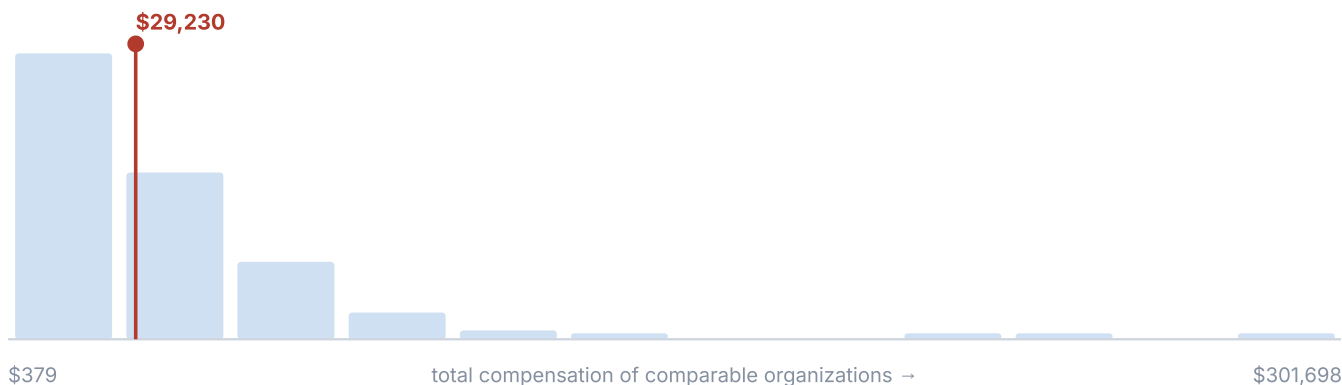 $29,230
$379 total compensation of comparable organizations → $301,698